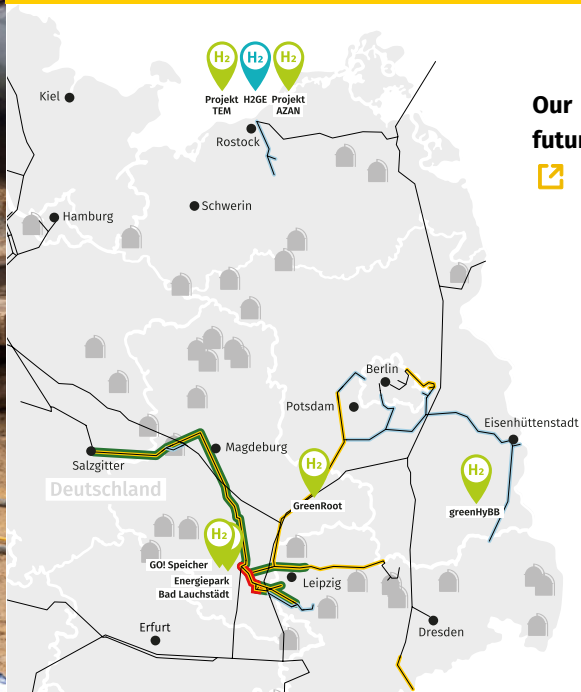 H2 H2 H2
Projekt TEM
H2GE
Projekt AZAN
Our
futur
Kiel
Rostock
Schwerin
Hamburg
Berlin
Potsdam
Eisenhüttenstadt
Salzgitter
Magdeburg
Deutschland
H2
GreenRoot
H2
greenHyBB
H2
GO! Speicher
Energiepark
Bad Lauchstädt
Leipzig
Erfurt
Dresden